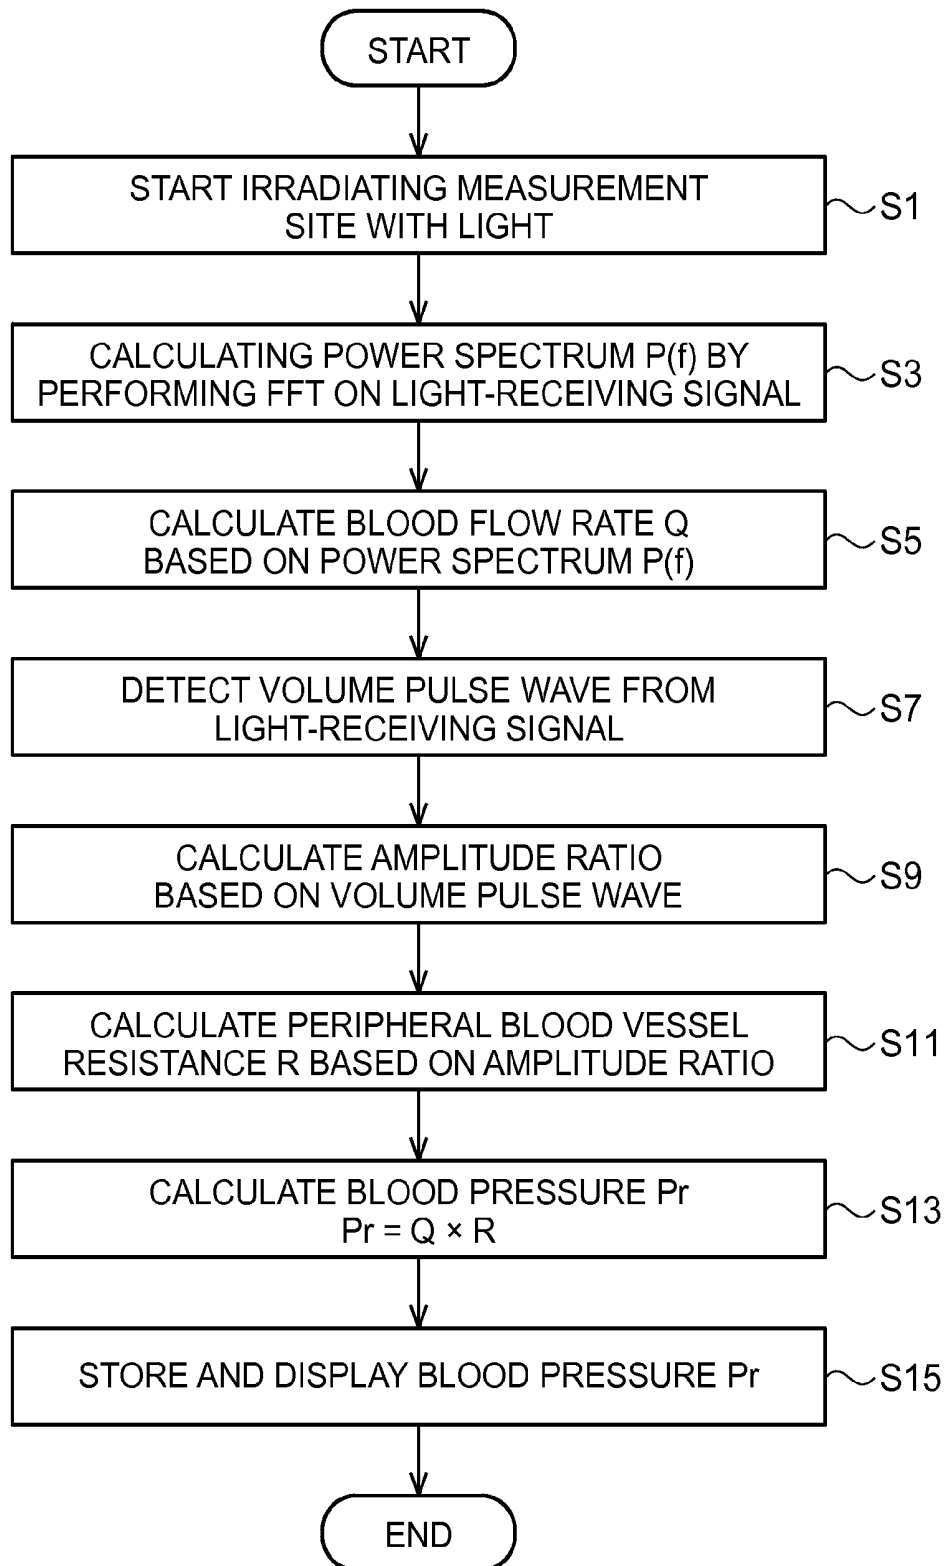 START
START IRRADIATING MEASUREMENT
SITE WITH LIGHT
S1
CALCULATING POWER SPECTRUM P(f) BY
PERFORMING FFT ON LIGHT-RECEIVING SIGNAL
S3
CALCULATE BLOOD FLOW RATE Q
BASED ON POWER SPECTRUM P(f)
S5
DETECT VOLUME PULSE WAVE FROM
LIGHT-RECEIVING SIGNAL
S7
CALCULATE AMPLITUDE RATIO
BASED ON VOLUME PULSE WAVE
S9
CALCULATE PERIPHERAL BLOOD VESSEL
RESISTANCE R BASED ON AMPLITUDE RATIO
S11
CALCULATE BLOOD PRESSURE Pr
Pr = Q × R
S13
STORE AND DISPLAY BLOOD PRESSURE Pr
S15
END